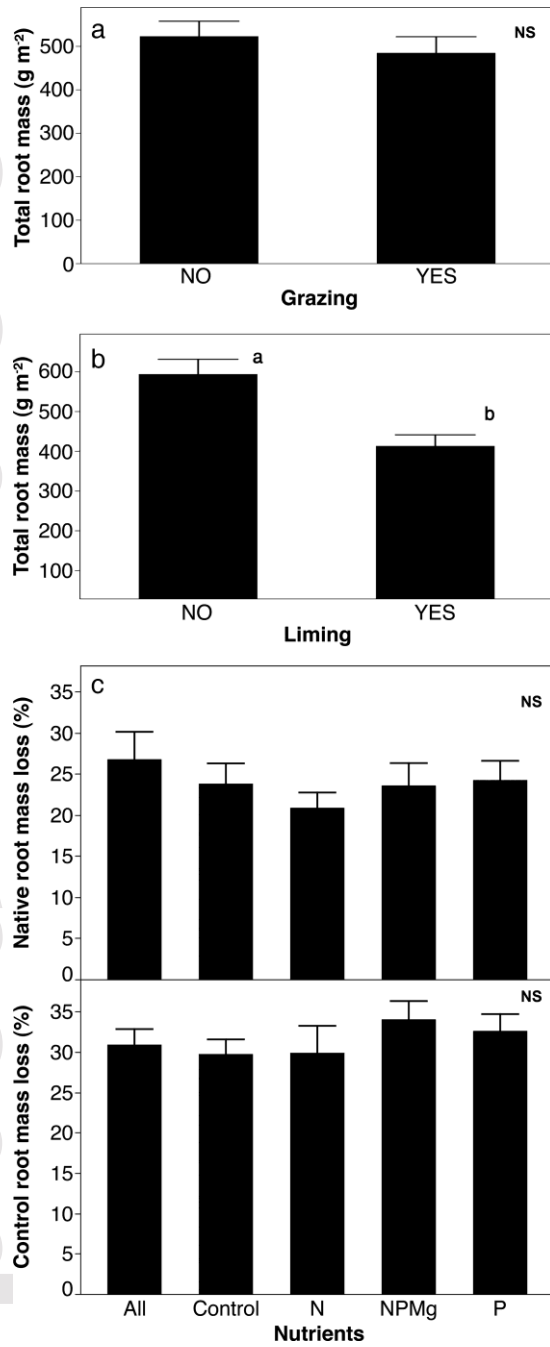 a
NS
Total root mass (g m⁻²)
500
400
300
200
100
0
NO
YES
Grazing
b
a
b
Total root mass (g m⁻²)
600
500
400
300
200
100
NO
YES
Liming
c
NS
Native root mass loss (%)
35
30
25
20
15
10
5
0
NS
Control root mass loss (%)
35
30
25
20
15
10
5
0
All Control N NPMg P
Nutrients